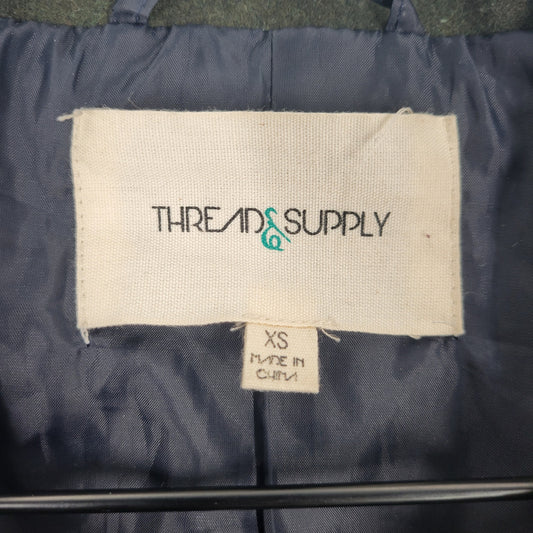 THREAD & SUPPLY
XS
MADE IN
CHINA